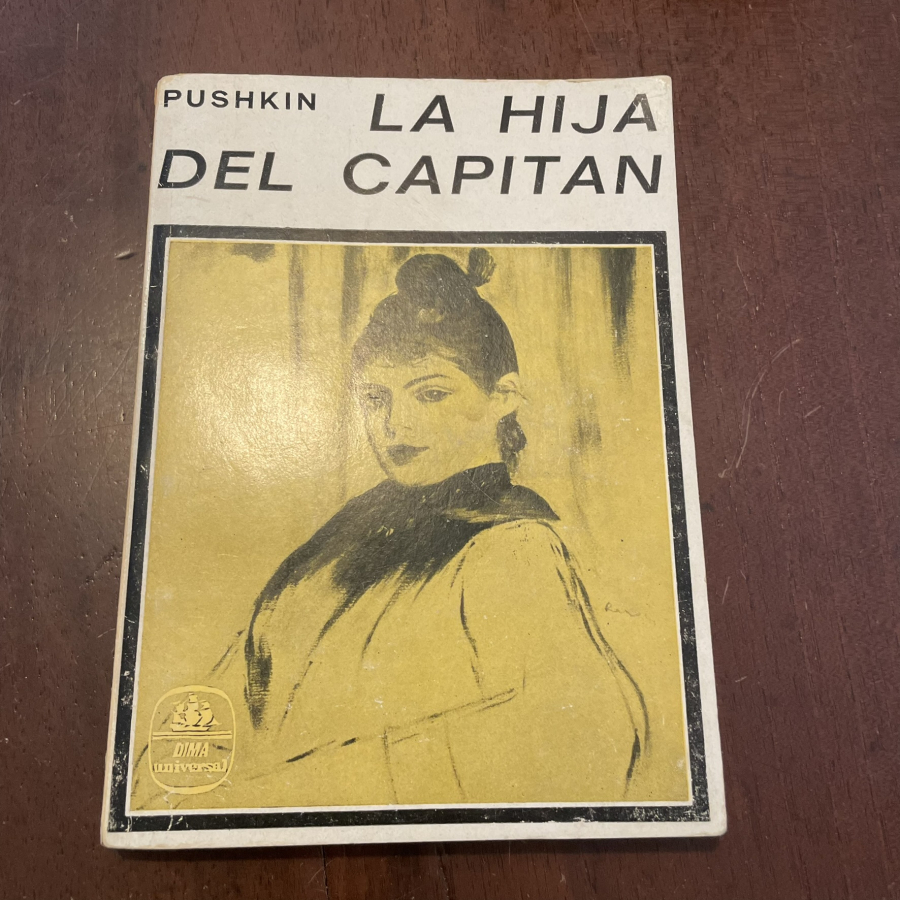 PUSHKIN LA HIJA
DEL CAPITAN
DIMA
universal